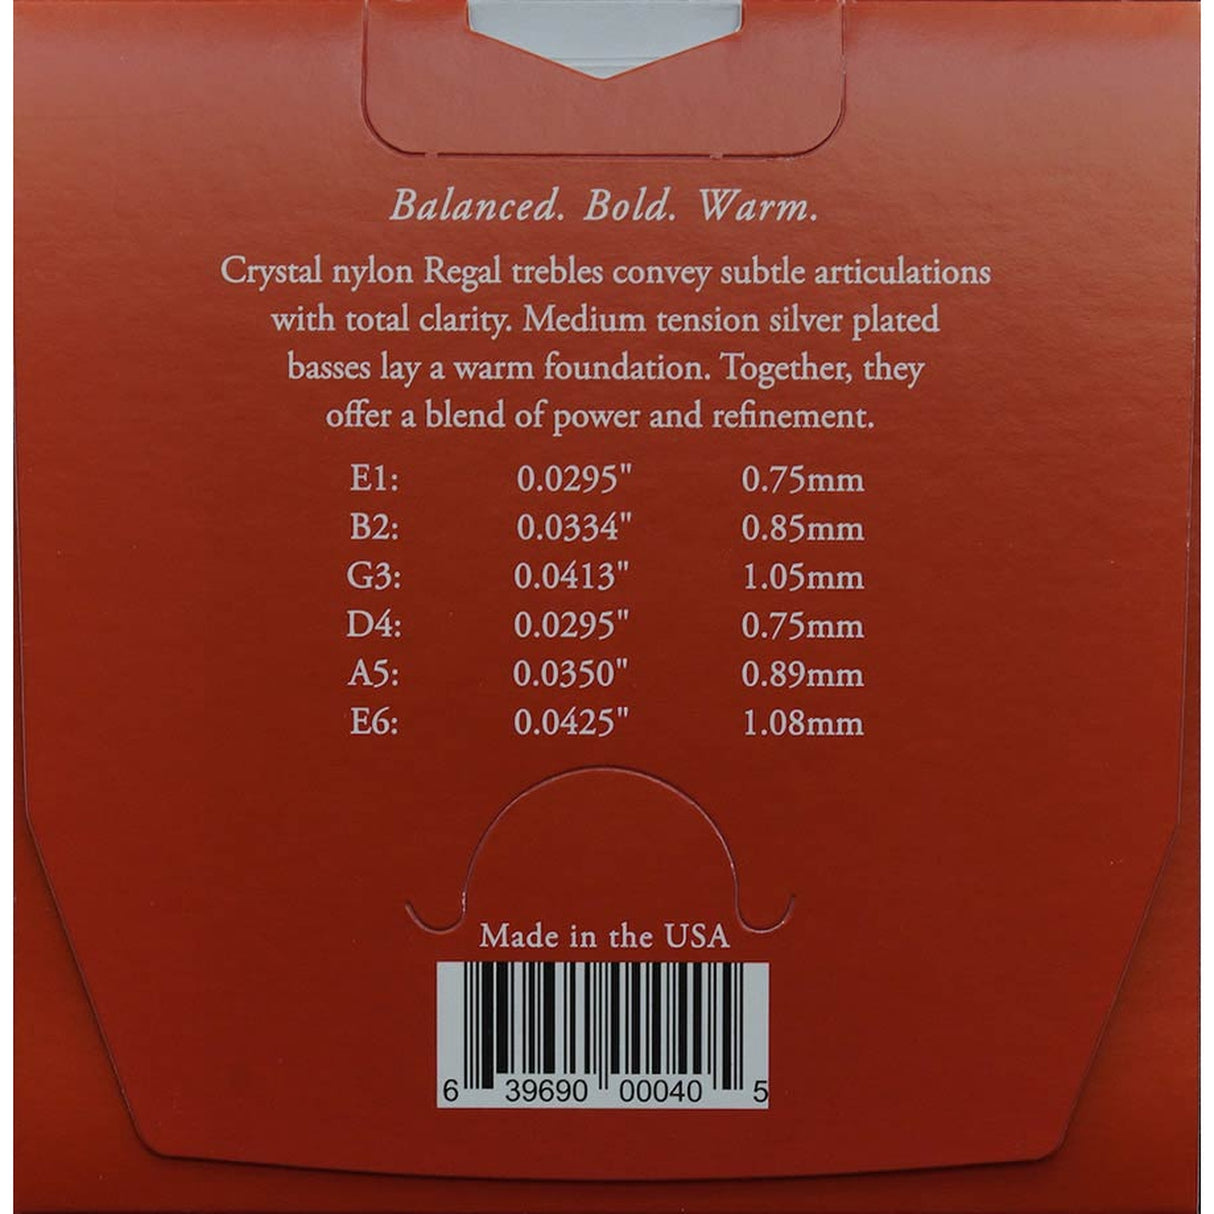 Balanced. Bold. Warm.
Crystal nylon Regal trebles convey subtle articulations
with total clarity. Medium tension silver plated
basses lay a warm foundation. Together, they
offer a blend of power and refinement.
E1: 0.0295" 0.75mm
B2: 0.0334" 0.85mm
G3: 0.0413" 1.05mm
D4: 0.0295" 0.75mm
A5: 0.0350" 0.89mm
E6: 0.0425" 1.08mm
Made in the USA
6 39690 00040 5